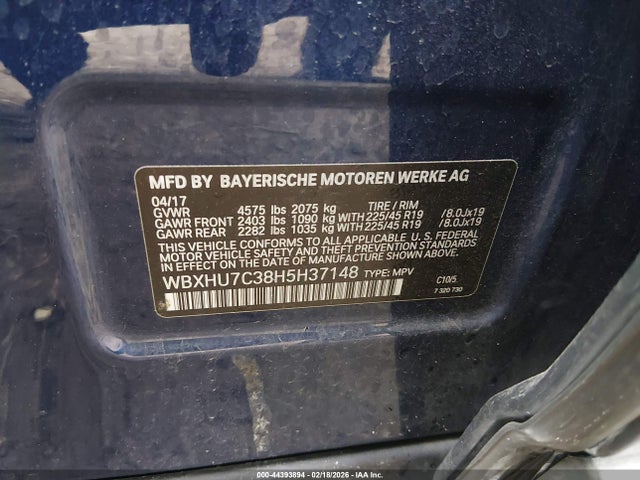 MFD BY BAYERISCHE MOTOREN WERKE AG
04/17 TIRE / RIM
GVWR 4575 lbs 2075 kg
GAWR FRONT 2403 lbs 1090 kg WITH 225/45 R19 /8.0Jx19
GAWR REAR 2282 lbs 1035 kg WITH 225/45 R19 /8.0Jx19
THIS VEHICLE CONFORMS TO ALL APPLICABLE U. S. FEDERAL
MOTOR VEHICLE SAFETY AND THEFT PREVENTION STANDARDS
IN EFFECT ON THE DATE OF MANUFACTURE SHOWN ABOVE.
WBXHU7C38H5H37148 TYPE: MPV
C10/5
7 320 730
000-44393894 - 02/18/2026 - IAA Inc.